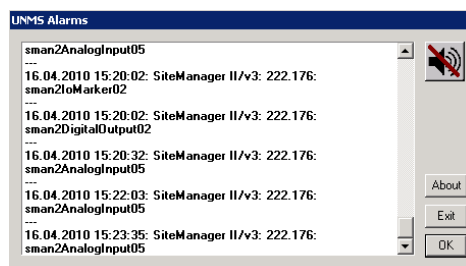 UNMS Alarms
sman2AnalogInput05
---
16.04.2010 15:20:02: SiteManager II/v3: 222.176:
sman2IoMarker02
---
16.04.2010 15:20:02: SiteManager II/v3: 222.176:
sman2DigitalOutput02
---
16.04.2010 15:20:32: SiteManager II/v3: 222.176:
sman2AnalogInput05
---
16.04.2010 15:22:03: SiteManager II/v3: 222.176:
sman2AnalogInput05
---
16.04.2010 15:23:35: SiteManager II/v3: 222.176:
sman2AnalogInput05
About
Exit
OK